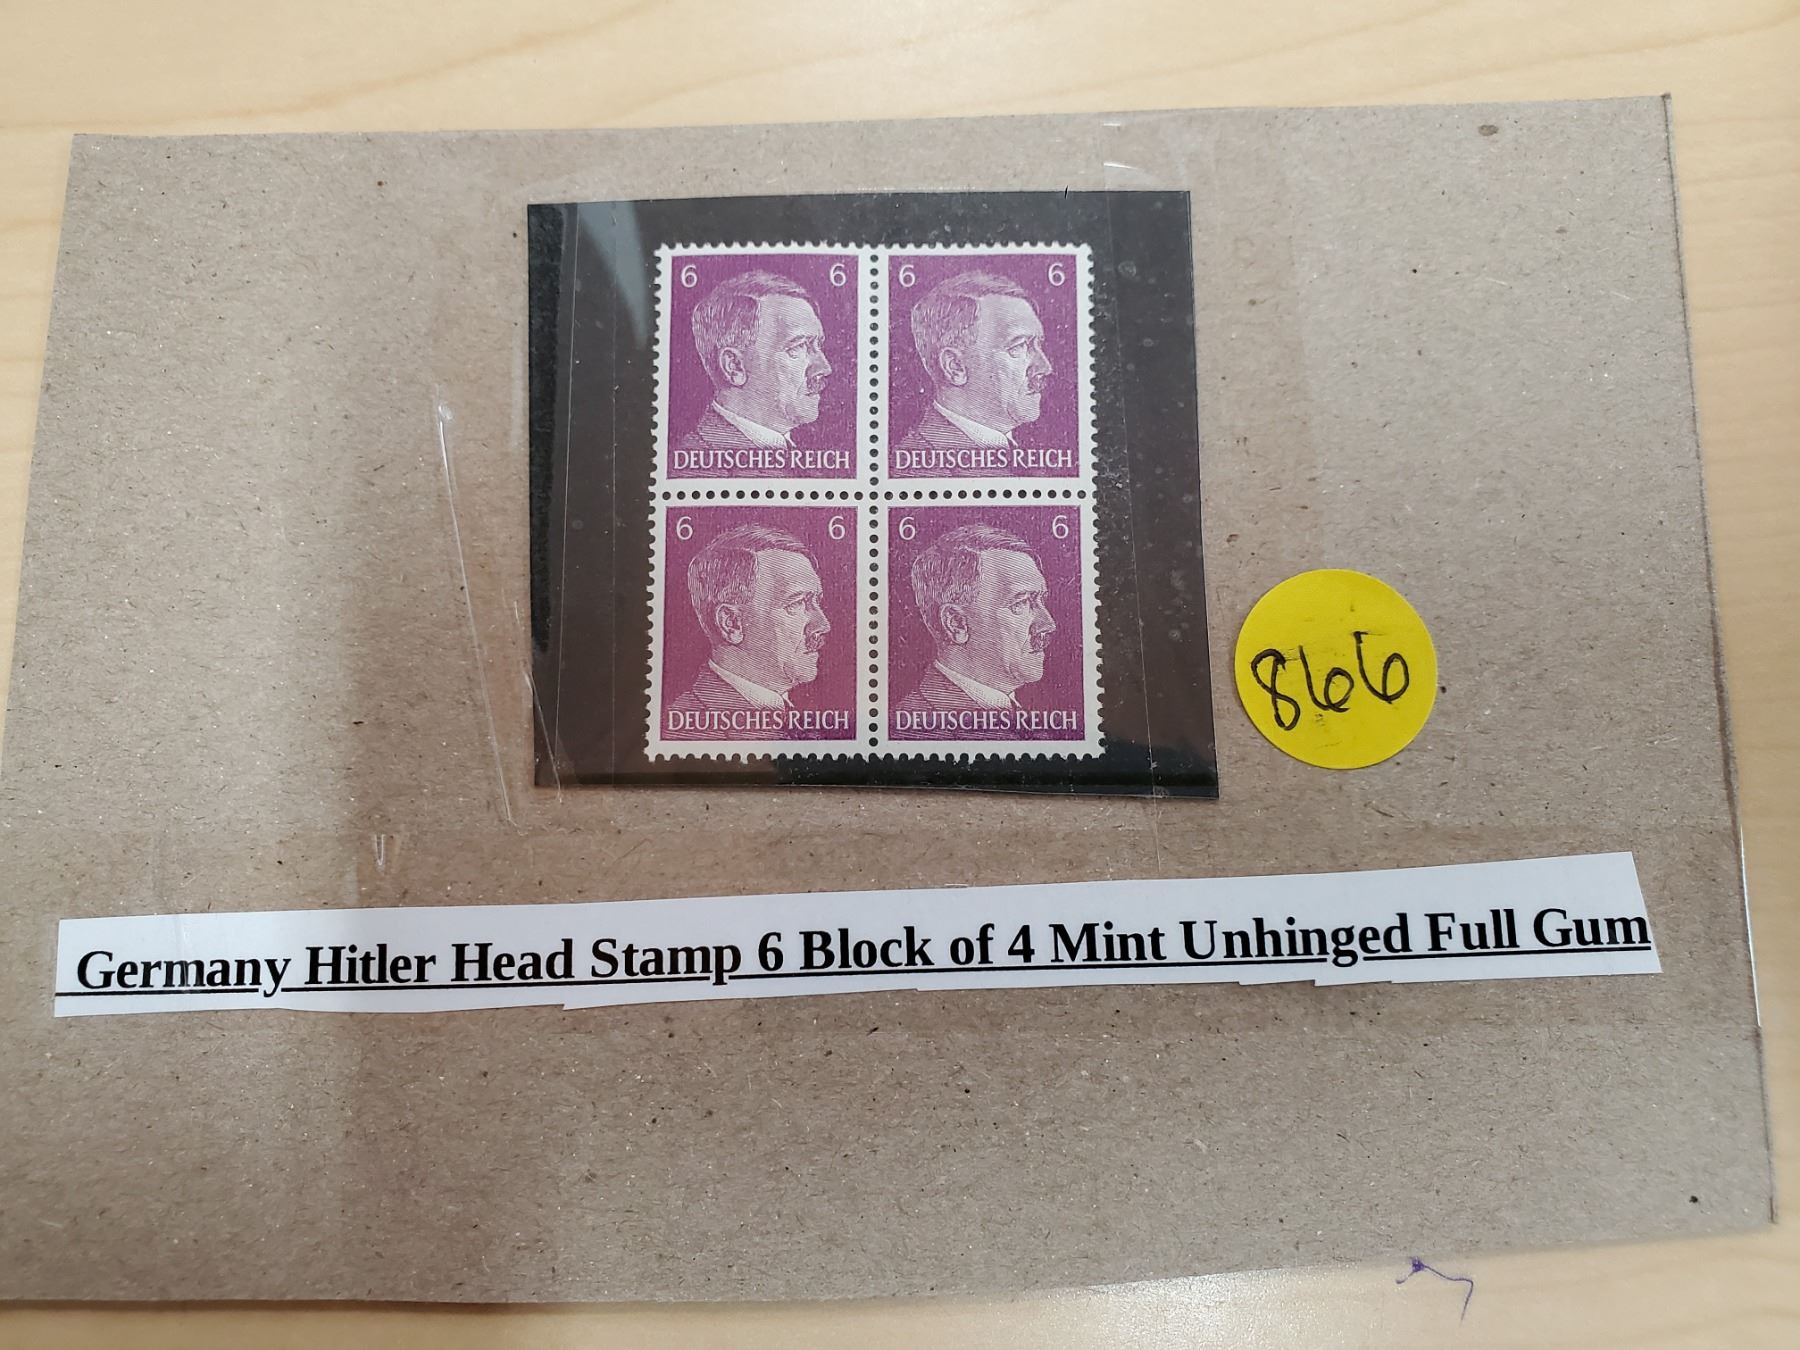 6 6 6 6
DEUTSCHES REICH DEUTSCHES REICH
6 6 6 6
DEUTSCHES REICH DEUTSCHES REICH
866
Germany Hitler Head Stamp 6 Block of 4 Mint Unhinged Full Gum